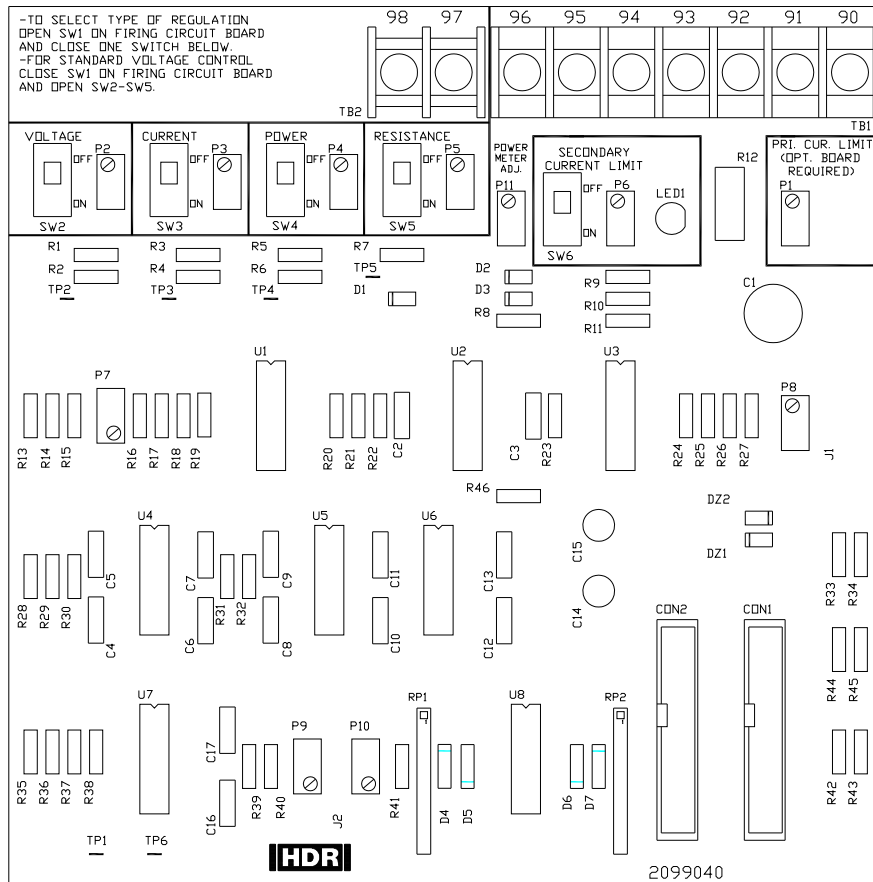 -TO SELECT TYPE OF REGULATION
OPEN SW1 ON FIRING CIRCUIT BOARD
AND CLOSE ONE SWITCH BELOW.
-FOR STANDARD VOLTAGE CONTROL
CLOSE SW1 ON FIRING CIRCUIT BOARD
AND OPEN SW2-SW5.
98 97 96 95 94 93 92 91 90
TB2 TB1
VOLTAGE
P2
OFF
ON
SW2
CURRENT
P3
OFF
ON
SW3
POWER
P4
OFF
ON
SW4
RESISTANCE
P5
OFF
ON
SW5
POWER
METER
ADJ.
P11
SECONDARY
CURRENT LIMIT
OFF
P6
LED1
ON
SW6
R12
PRI. CUR. LIMIT
(OPT. BOARD
REQUIRED)
P1
R1 R3 R5 R7
R2 R4 R6 TP5
TP2 TP3 TP4 D1
D2 R9
D3 R10
R8 R11
C1
U1 U2 U3
P7 P8
R13 R14 R15 R16 R17 R18 R19 R20 R21 R22 C2 C3 R23 R24 R25 R26 R27 J1
R46
DZ2
DZ1
U4 U5 U6
C15
C5 C7 C9 C11 C13
R28 R29 R30 R31 R32 R33 R34
C4 C6 C8 C10 C12 C14
CON2 CON1
R44 R45
U7 RP1 U8 RP2
P9 P10
C17
R35 R36 R37 R38 R39 R40 R41 D4 D5 D6 D7 R42 R43
C16 J2
TP1 TP6
HDR
2099040